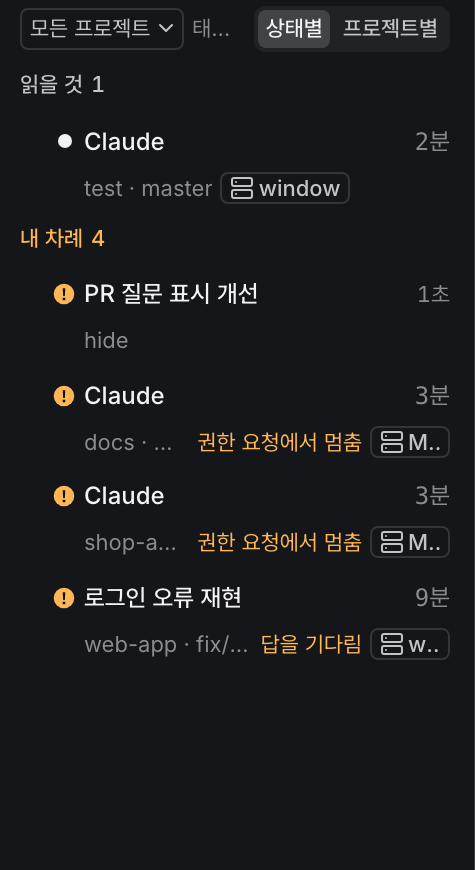 모든 프로젝트 태... 상태별 프로젝트별
읽을 것 1
Claude 2분
test · master window
내 차례 4
PR 질문 표시 개선 1초
hide
Claude 3분
docs · ... 권한 요청에서 멈춤 M..
Claude 3분
shop-a... 권한 요청에서 멈춤 M..
로그인 오류 재현 9분
web-app · fix/... 답을 기다림 w..